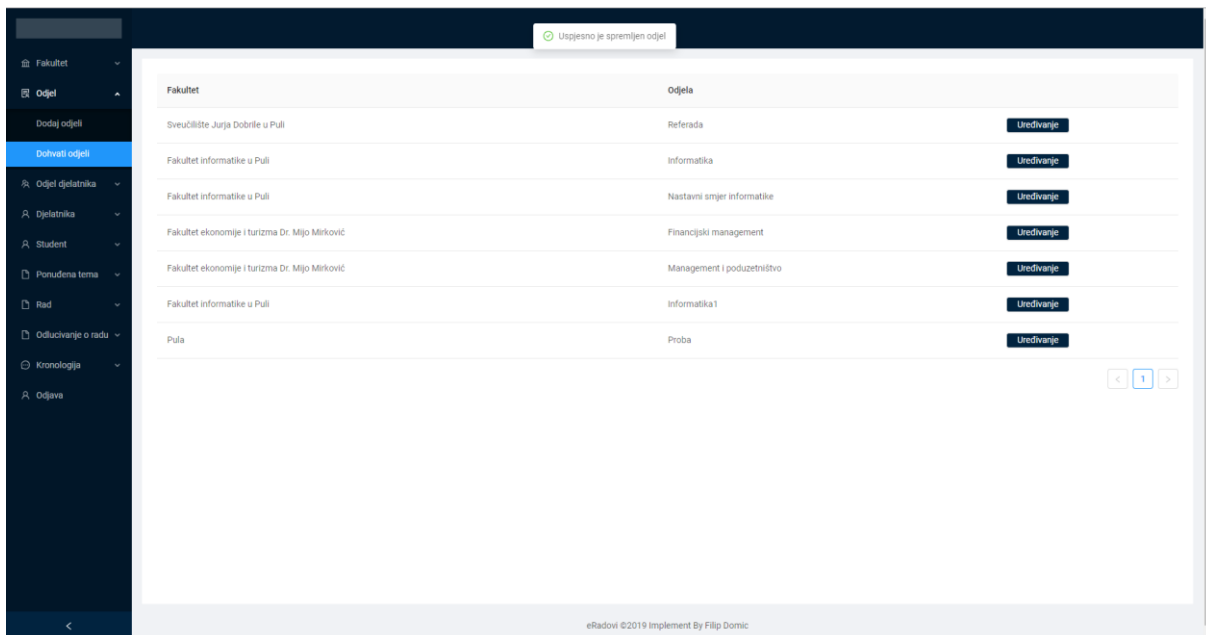 Uspjesno je spremljen odjel
Fakultet
Odjel
Dodaj odjeli
Dohvati odjeli
Odjel djelatnika
Djelatnika
Student
Ponuđena tema
Rad
Odlucivanje o radu
Kronologija
Odjava
Fakultet Odjela
Sveučilište Jurja Dobrile u Puli Referada Uređivanje
Fakultet informatike u Puli Informatika Uređivanje
Fakultet informatike u Puli Nastavni smjer informatike Uređivanje
Fakultet ekonomije i turizma Dr. Mijo Mirković Financijski management Uređivanje
Fakultet ekonomije i turizma Dr. Mijo Mirković Management i poduzetništvo Uređivanje
Fakultet informatike u Puli Informatika1 Uređivanje
Pula Proba Uređivanje
< 1 >
<
eRadovi ©2019 Implement By Filip Domic